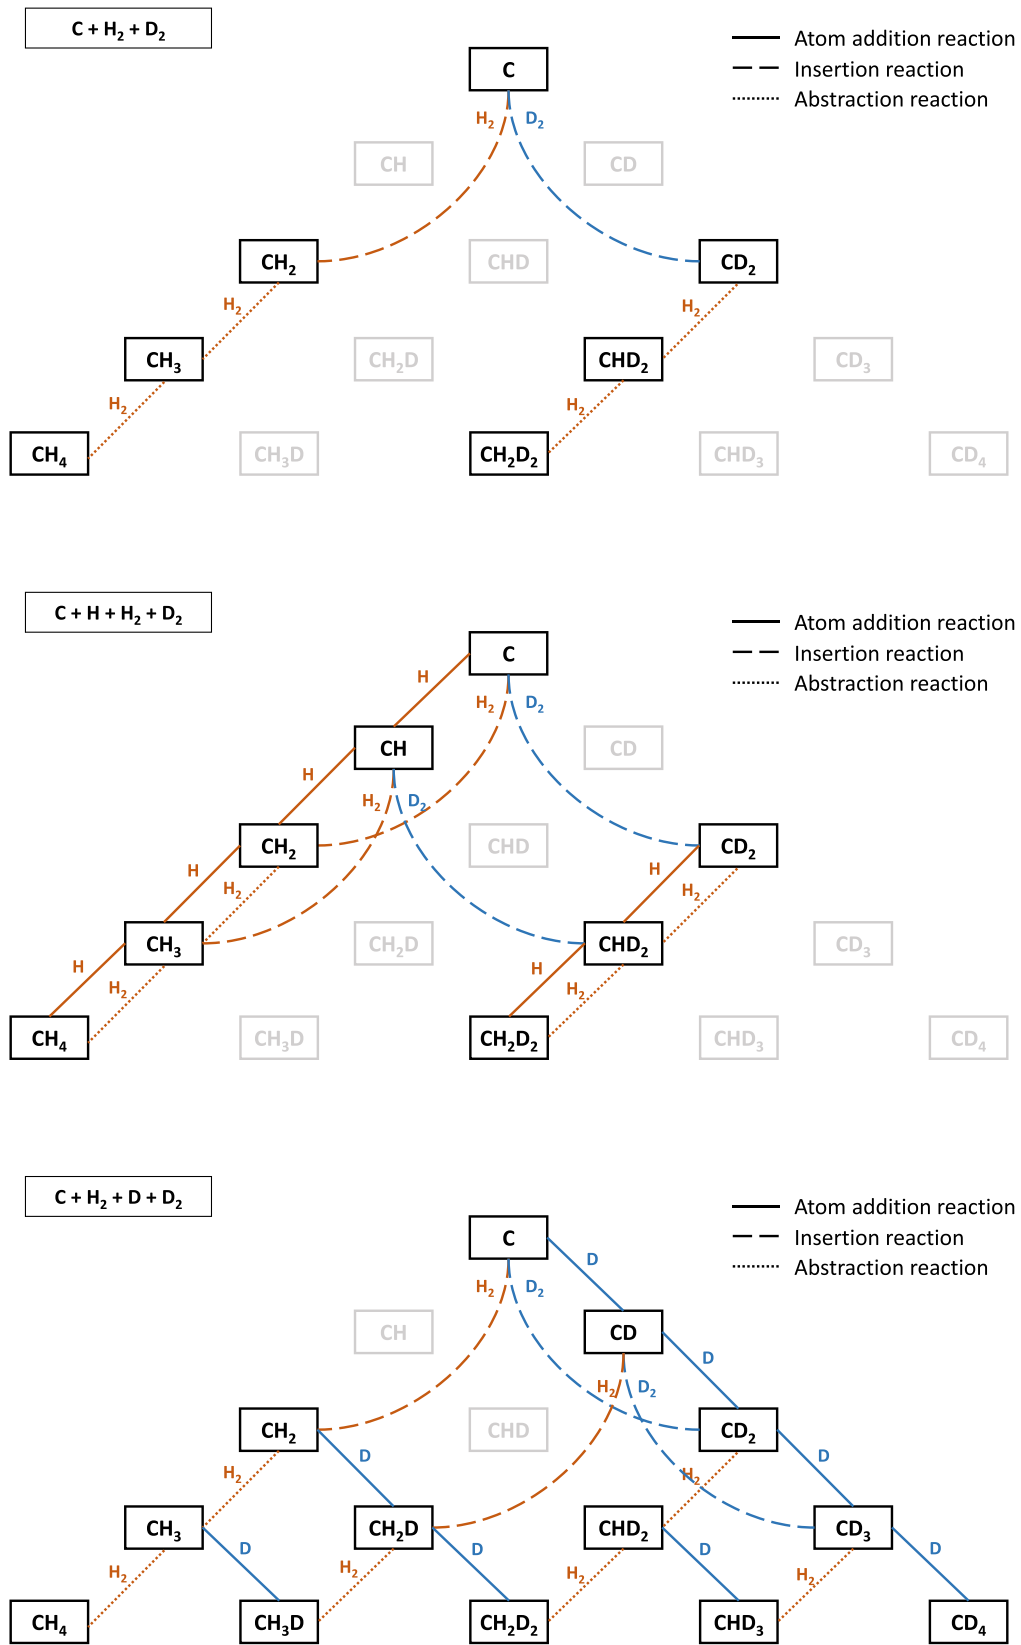 C + H₂ + D₂
Atom addition reaction
C
Insertion reaction
Abstraction reaction
H₂ D₂
CH CD
CH₂ CHD CD₂
H₂ H₂
CH₃ CH₂D CHD₂ CD₃
H₂ H₂
CH₄ CH₃D CH₂D₂ CHD₃ CD₄
C + H + H₂ + D₂
Atom addition reaction
C
Insertion reaction
H
Abstraction reaction
H₂ D₂
CH CD
H
H₂ D₂
CH₂ CHD CD₂
H H
H₂ H₂
CH₃ CH₂D CHD₂ CD₃
H H
H₂ H₂
CH₄ CH₃D CH₂D₂ CHD₃ CD₄
C + H₂ + D + D₂
Atom addition reaction
C
Insertion reaction
D
Abstraction reaction
H₂ D₂
CH CD
D
H₂ D₂
CH₂ CHD CD₂
D D
H₂ H₂
CH₃ CH₂D CHD₂ CD₃
D D D D
H₂ H₂ H₂ H₂
CH₄ CH₃D CH₂D₂ CHD₃ CD₄